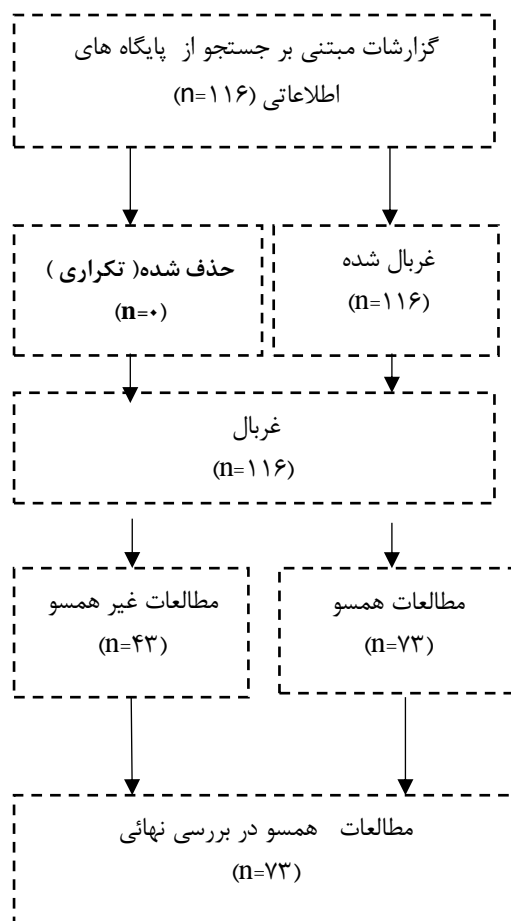 گزارشات مبتنی بر جستجو از پایگاه های
اطلاعاتی (n=۱۱۶)
غربال شده
(n=۱۱۶)
حذف شده( تکراری )
(n=۰)
غربال
(n=۱۱۶)
مطالعات همسو
(n=۷۳)
مطالعات غیر همسو
(n=۴۳)
مطالعات همسو در بررسی نهائی
(n=۷۳)